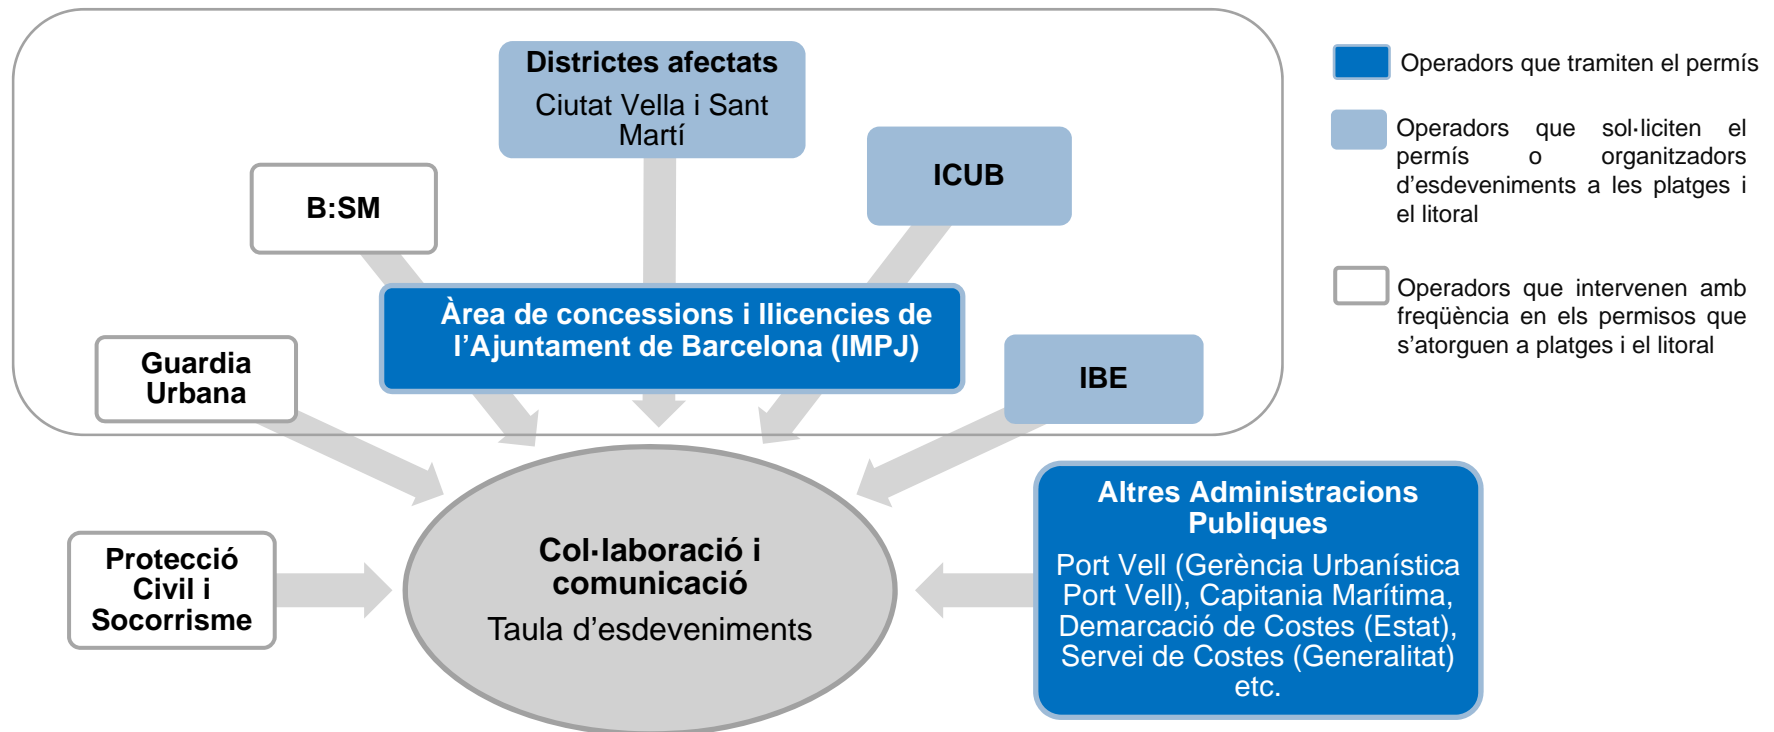 Districtes afectats
Ciutat Vella i Sant
Martí
ICUB
B:SM
Àrea de concessions i llicencies de
l’Ajuntament de Barcelona (IMPJ)
Guardia
Urbana
IBE
Protecció
Civil i
Socorrisme
Col·laboració i
comunicació
Taula d’esdeveniments
Altres Administracions
Publiques
Port Vell (Gerència Urbanística
Port Vell), Capitania Marítima,
Demarcació de Costes (Estat),
Servei de Costes (Generalitat)
etc.
Operadors que tramiten el permís
Operadors que sol·liciten el
permís o organitzadors
d’esdeveniments a les platges i
el litoral
Operadors que intervenen amb
freqüència en els permisos que
s’atorguen a platges i el litoral